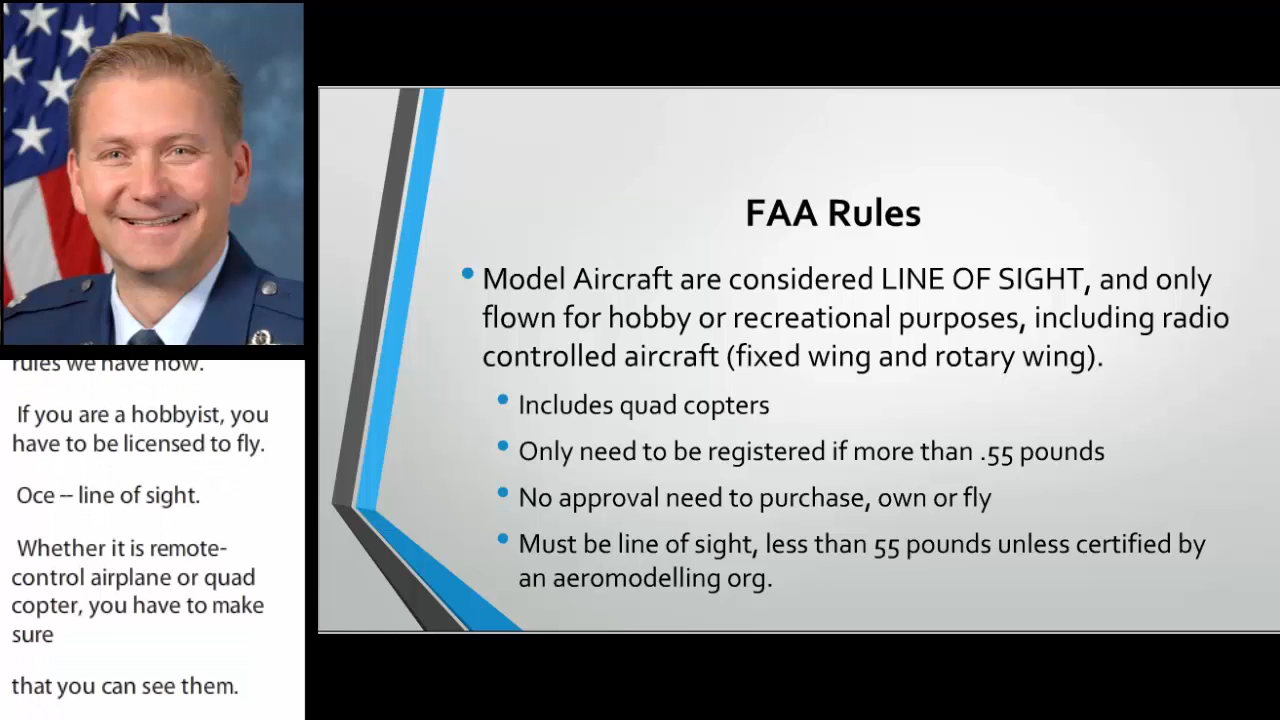 rules we have now.
If you are a hobbyist, you
have to be licensed to fly.
Oce -- line of sight.
Whether it is remote-
control airplane or quad
copter, you have to make
sure
that you can see them.
FAA Rules
• Model Aircraft are considered LINE OF SIGHT, and only
flown for hobby or recreational purposes, including radio
controlled aircraft (fixed wing and rotary wing).
• Includes quad copters
• Only need to be registered if more than .55 pounds
• No approval need to purchase, own or fly
• Must be line of sight, less than 55 pounds unless certified by
an aeromodelling org.